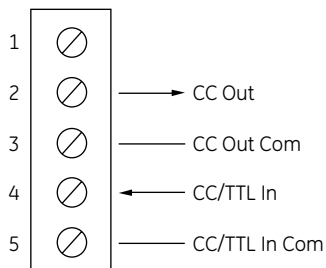 1
2 CC Out
3 CC Out Com
4 CC/TTL In
5 CC/TTL In Com